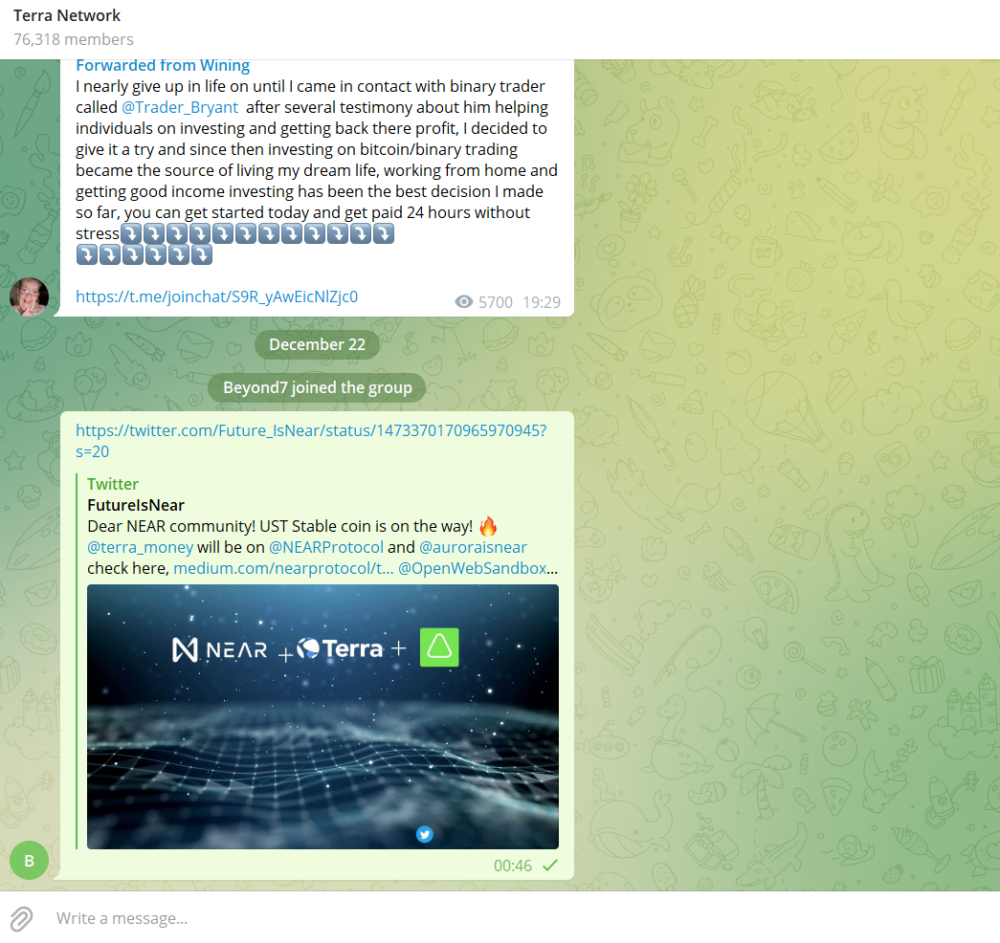 Terra Network
76,318 members
Forwarded from Wining
I nearly give up in life on until I came in contact with binary trader
called @Trader_Bryant after several testimony about him helping
individuals on investing and getting back there profit, I decided to
give it a try and since then investing on bitcoin/binary trading
became the source of living my dream life, working from home and
getting good income investing has been the best decision I made
so far, you can get started today and get paid 24 hours without
stress⤵️⤵️⤵️⤵️⤵️⤵️⤵️⤵️⤵️⤵️⤵️⤵️
⤵️⤵️⤵️⤵️⤵️⤵️
https://t.me/joinchat/S9R_yAwEicNlZjc0
5700 19:29
December 22
Beyond7 joined the group
https://twitter.com/Future_IsNear/status/1473370170965970945?
s=20
Twitter
FutureIsNear
Dear NEAR community! UST Stable coin is on the way! 🔥
@terra_money will be on @NEARProtocol and @auroraisnear
check here, medium.com/nearprotocol/t... @OpenWebSandbox...
NEAR + Terra +
B
00:46
Write a message...